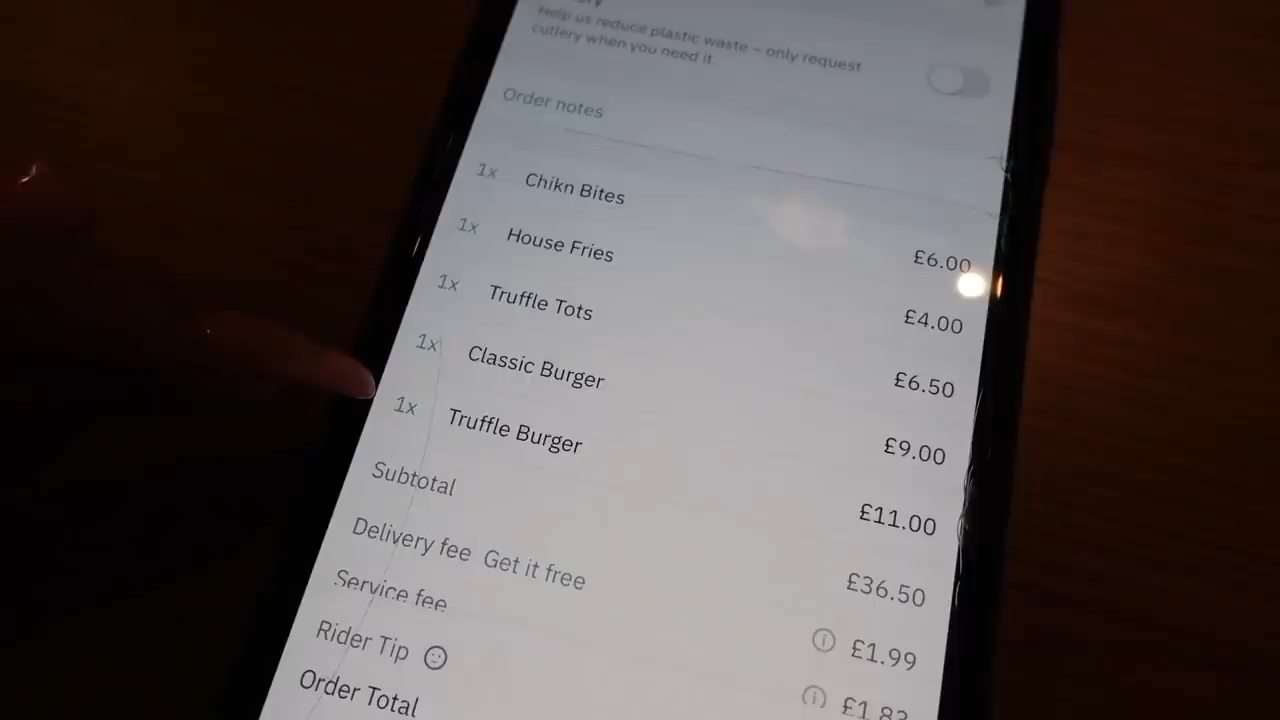 Help us reduce plastic waste – only request
cutlery when you need it.
Order notes
1x Chikn Bites £6.00
1x House Fries £4.00
1x Truffle Tots £6.50
1x Classic Burger £9.00
1x Truffle Burger £11.00
Subtotal £36.50
Delivery fee Get it free £1.99
Service fee £1.83
Rider Tip
Order Total